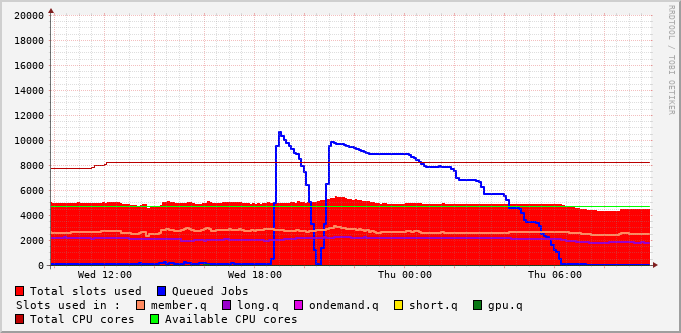 20000
18000
16000
14000
12000
10000
8000
6000
4000
2000
0
Wed 12:00 Wed 18:00 Thu 00:00 Thu 06:00
RRDTOOL / TOBI OETIKER
Total slots used Queued Jobs
Slots used in : member.q long.q ondemand.q short.q gpu.q
Total CPU cores Available CPU cores